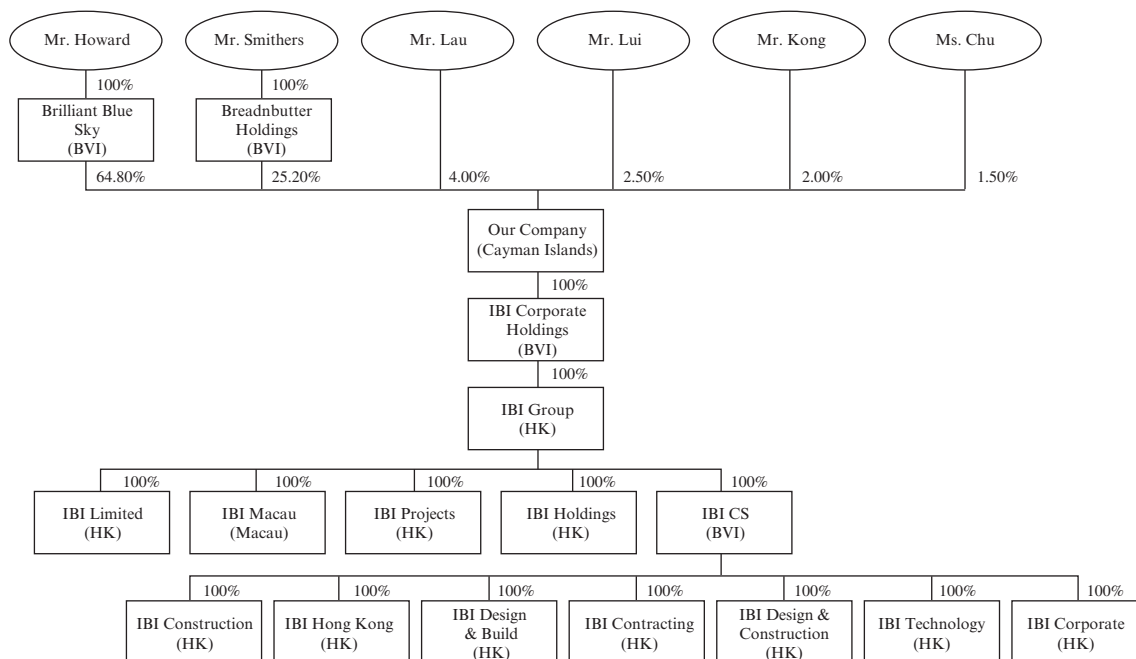 Mr. Howard
Mr. Smithers
Mr. Lau
Mr. Lui
Mr. Kong
Ms. Chu
100%
100%
Brilliant Blue
Sky
(BVI)
Breadnbutter
Holdings
(BVI)
64.80%
25.20%
4.00%
2.50%
2.00%
1.50%
Our Company
(Cayman Islands)
100%
IBI Corporate
Holdings
(BVI)
100%
IBI Group
(HK)
100%
100%
100%
100%
100%
IBI Limited
(HK)
IBI Macau
(Macau)
IBI Projects
(HK)
IBI Holdings
(HK)
IBI CS
(BVI)
100%
100%
100%
100%
100%
100%
100%
IBI Construction
(HK)
IBI Hong Kong
(HK)
IBI Design
& Build
(HK)
IBI Contracting
(HK)
IBI Design &
Construction
(HK)
IBI Technology
(HK)
IBI Corporate
(HK)